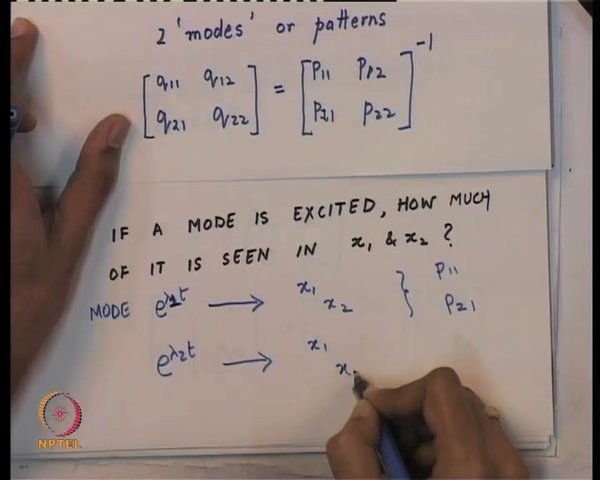 2 'modes' or patterns
[q11 q12; q21 q22] = [p11 p12; p21 p22]^-1
IF A MODE IS EXCITED, HOW MUCH
OF IT IS SEEN IN x1 & x2 ?
MODE e^λ1t → x1 x2 } p11 p21
e^λ2t → x1 x
NPTEL